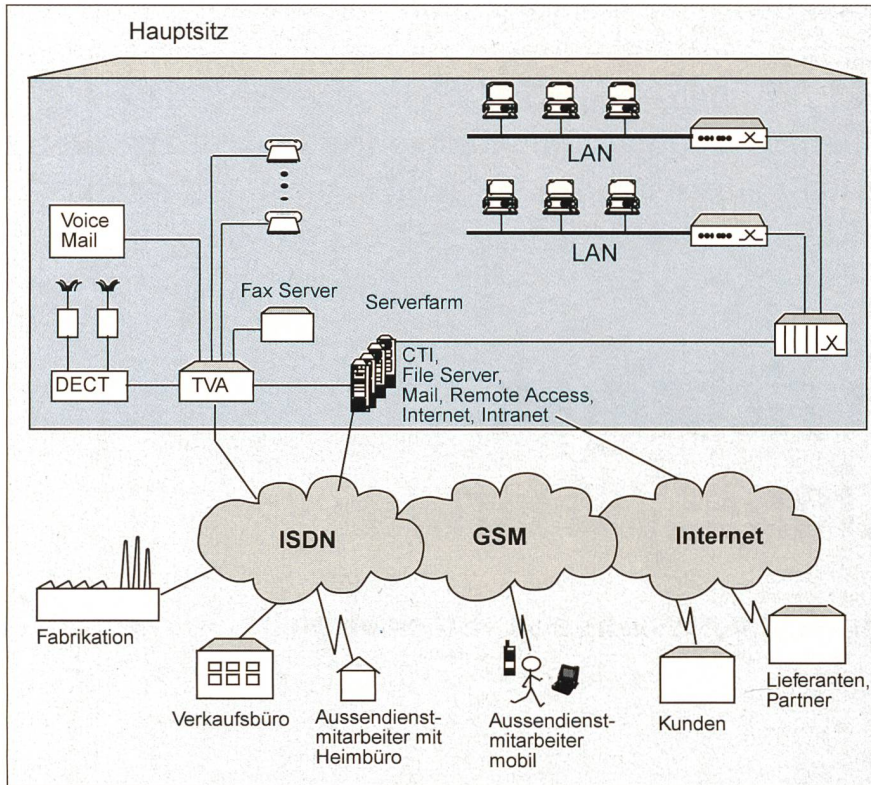 Hauptsitz
LAN
LAN
Voice
Mail
Fax Server
Serverfarm
DECT
TVA
CTI,
File Server,
Mail, Remote Access,
Internet, Intranet
ISDN
GSM
Internet
Fabrikation
Verkaufsbüro
Aussendienst-
mitarbeiter mit
Heimbüro
Aussendienst-
mitarbeiter
mobil
Kunden
Lieferanten,
Partner